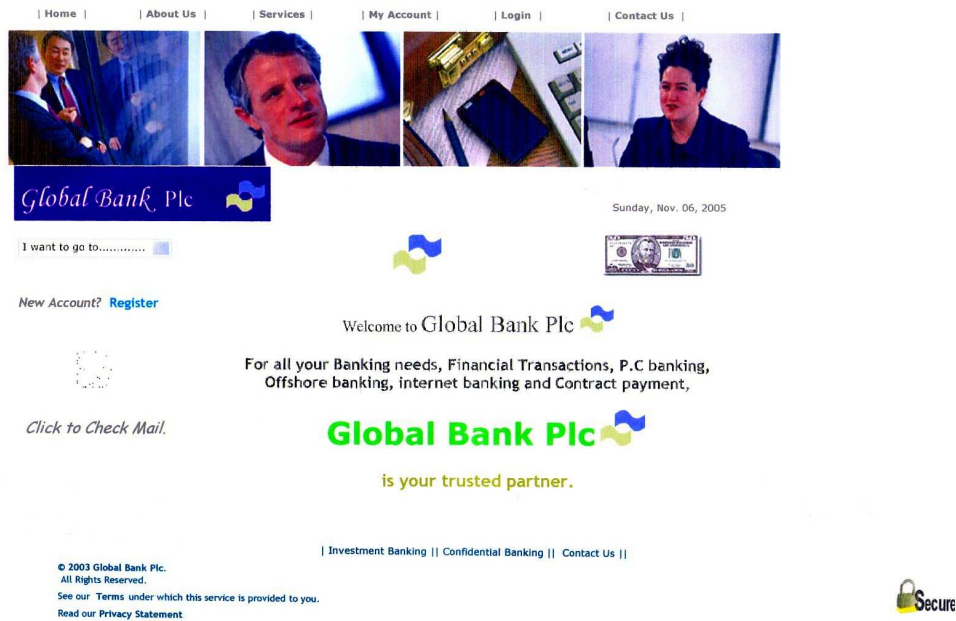 | Home | | About Us | | Services | | My Account | | Login | | Contact Us |
Global Bank Plc
Sunday, Nov. 06, 2005
I want to go to.............
New Account? Register
Welcome to Global Bank Plc
For all your Banking needs, Financial Transactions, P.C banking,
Offshore banking, internet banking and Contract payment,
Click to Check Mail.
Global Bank Plc
is your trusted partner.
| Investment Banking || Confidential Banking || Contact Us ||
© 2003 Global Bank Plc.
All Rights Reserved.
See our Terms under which this service is provided to you.
Read our Privacy Statement
Secure